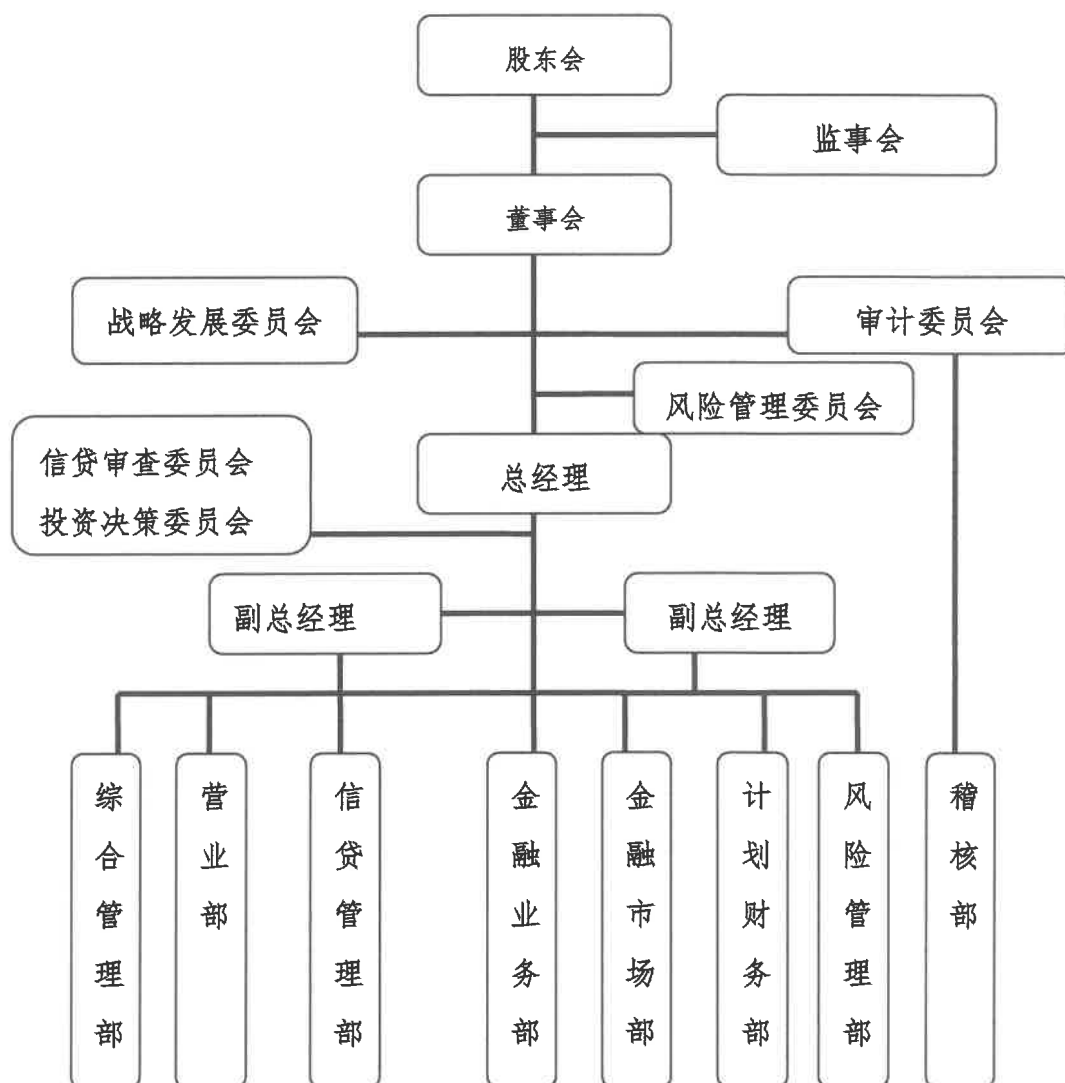 股东会
监事会
董事会
战略发展委员会
审计委员会
风险管理委员会
总经理
信贷审查委员会
投资决策委员会
副总经理
副总经理
综合管理部
营业部
信贷管理部
金融业务部
金融市场部
计划财务部
风险管理部
稽核部